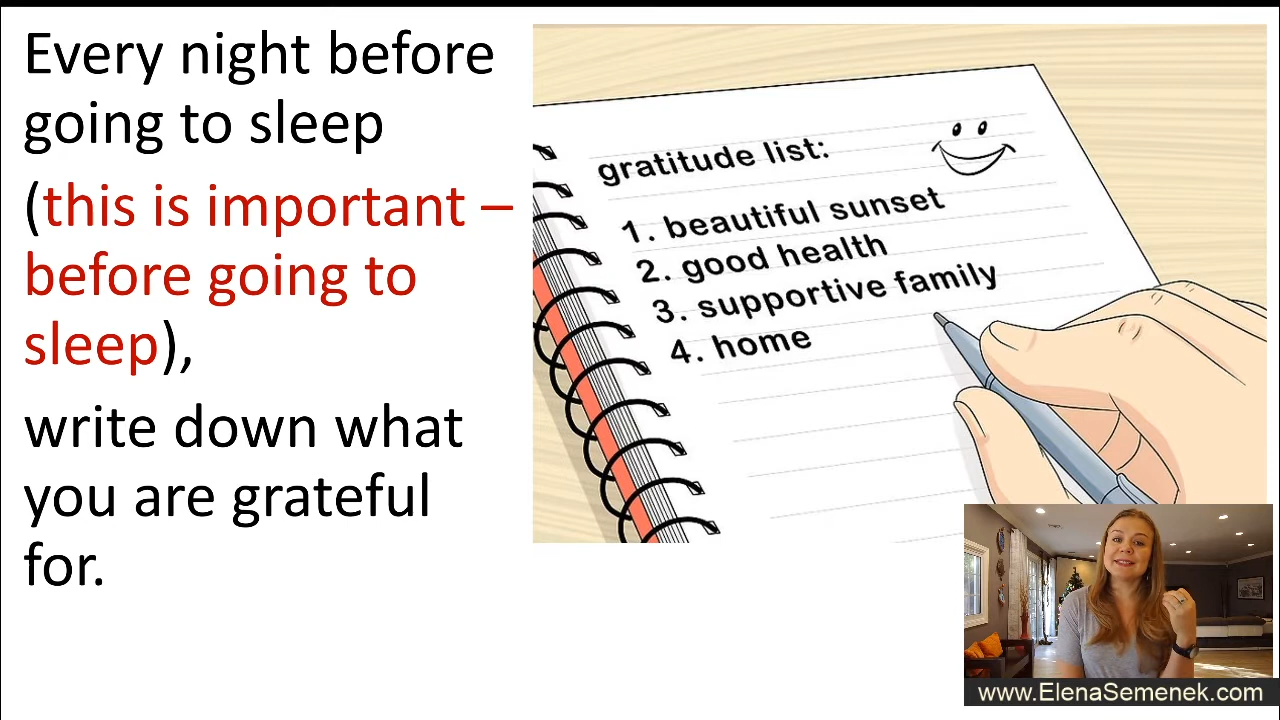 Every night before
going to sleep
(this is important –
before going to
sleep),
write down what
you are grateful
for.
gratitude list:
1. beautiful sunset
2. good health
3. supportive family
4. home
www.ElenaSemenek.com